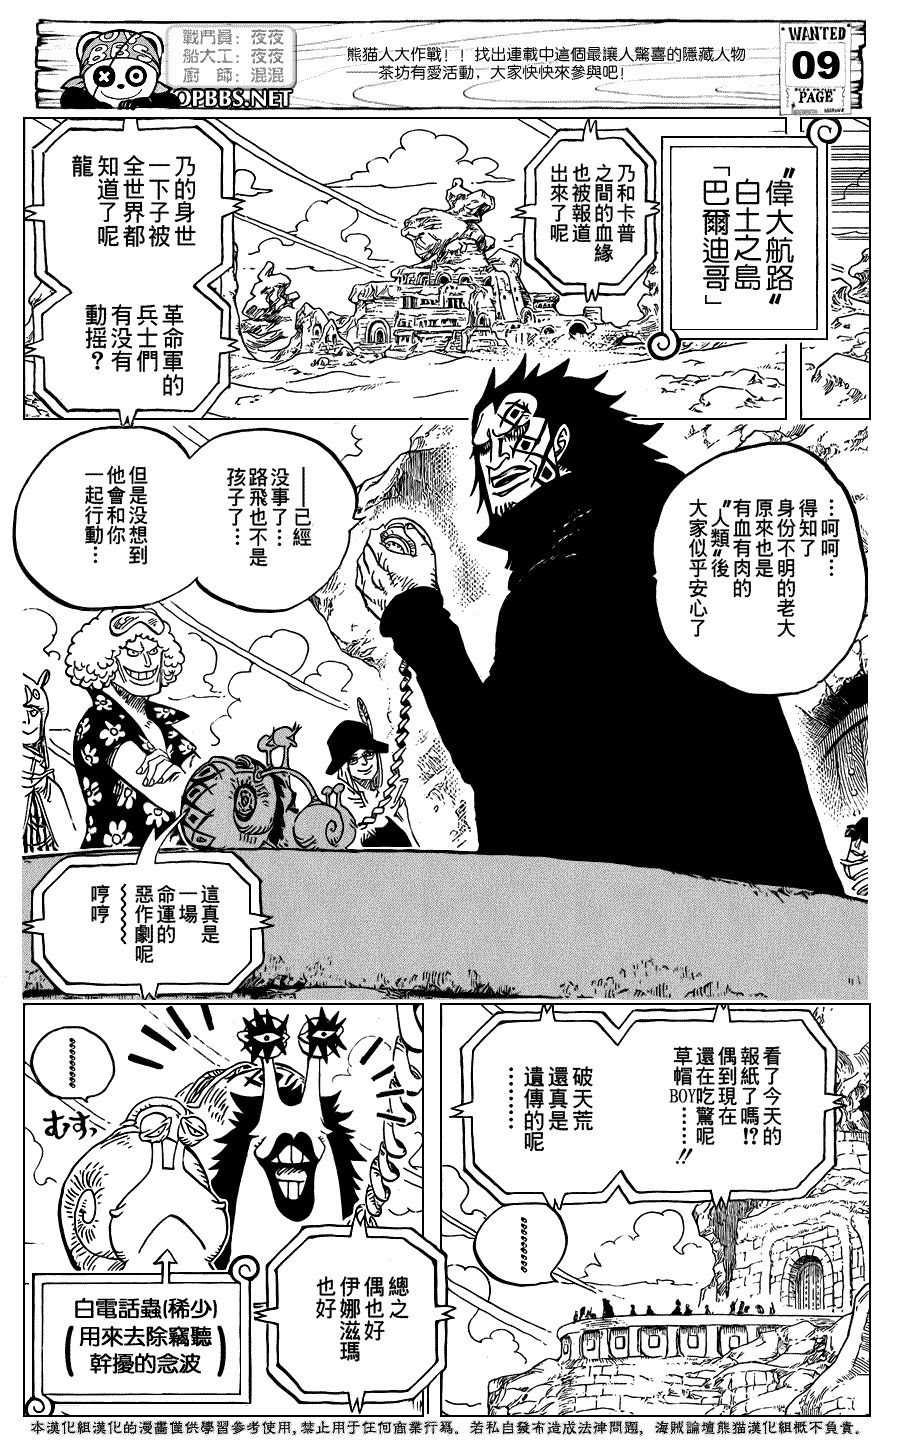 戰鬥員：夜夜
船大工：夜夜
廚　師：混混
OPBBS.NET
熊猫人大作戰！！找出連載中這個最讓人驚喜的隱藏人物
——茶坊有愛活動，大家快快來參與吧！
WANTED
09
PAGE
“偉大航路”
白土之島
「巴爾迪哥」
乃和卡普
之間的血緣
也被報道
出來了呢
乃的身世
一下子被
全世界都
知道了呢
龍
革命軍的
兵士們
有没有
動摇？
…呵呵…
得知了
身份不明的老大
原來也是
有血有肉的
“人類”後
大家似乎安心了
——已經
没事了…
路飛也不是
孩子了…
但是没想到
他會和你
一起行動…
這真是
一場
命運的
惡作劇呢
哼哼
看了今天的
報紙了嗎!?
偶到現在
還在吃驚呢
草帽BOY……!!
破天荒
還真是
遺傳的呢
………
………
………
むすっ
總之
偶也好
伊娜滋瑪
也好
白電話蟲(稀少)
(用來去除竊聽
幹擾的念波)
本漢化組漢化的漫畫僅供學習參考使用,禁止用于任何商業行爲。若私自發布造成法律問題，海賊論壇熊猫漢化組概不負責。